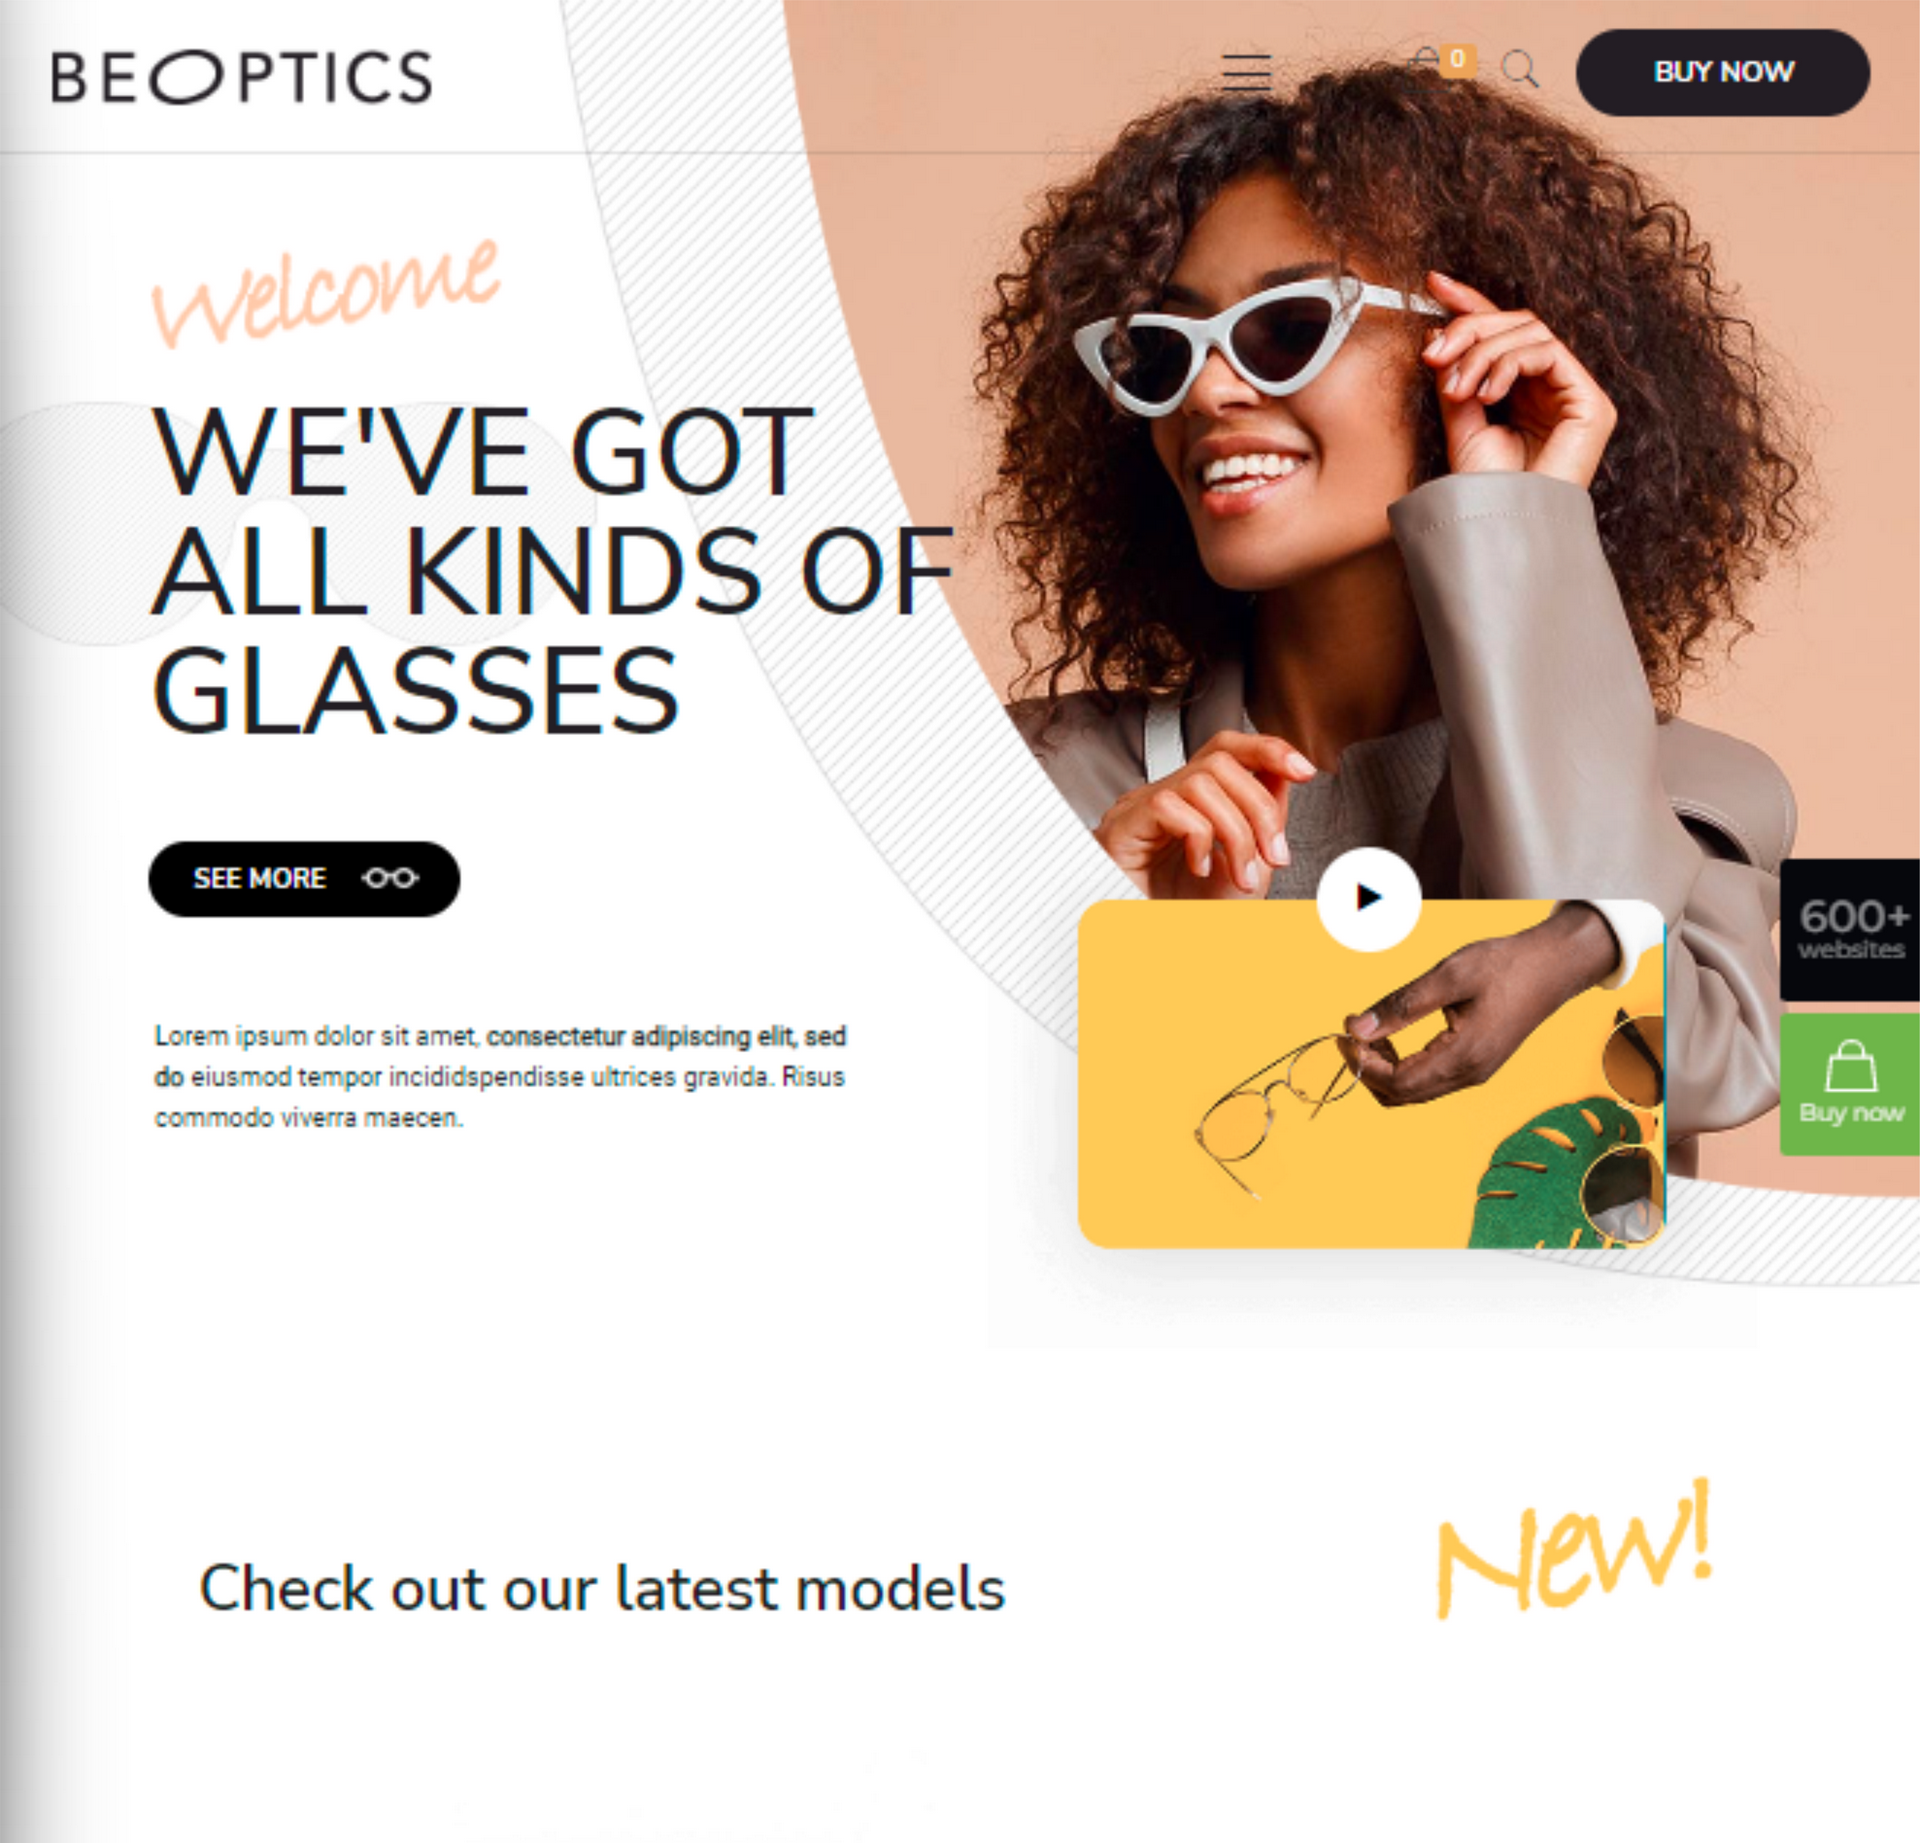 BEOPTICS
0
BUY NOW
Welcome
WE'VE GOT
ALL KINDS OF
GLASSES
SEE MORE
600+
websites
Buy now
Lorem ipsum dolor sit amet, consectetur adipiscing elit, sed
do eiusmod tempor incididspendisse ultrices gravida. Risus
commodo viverra maecen.
New!
Check out our latest models